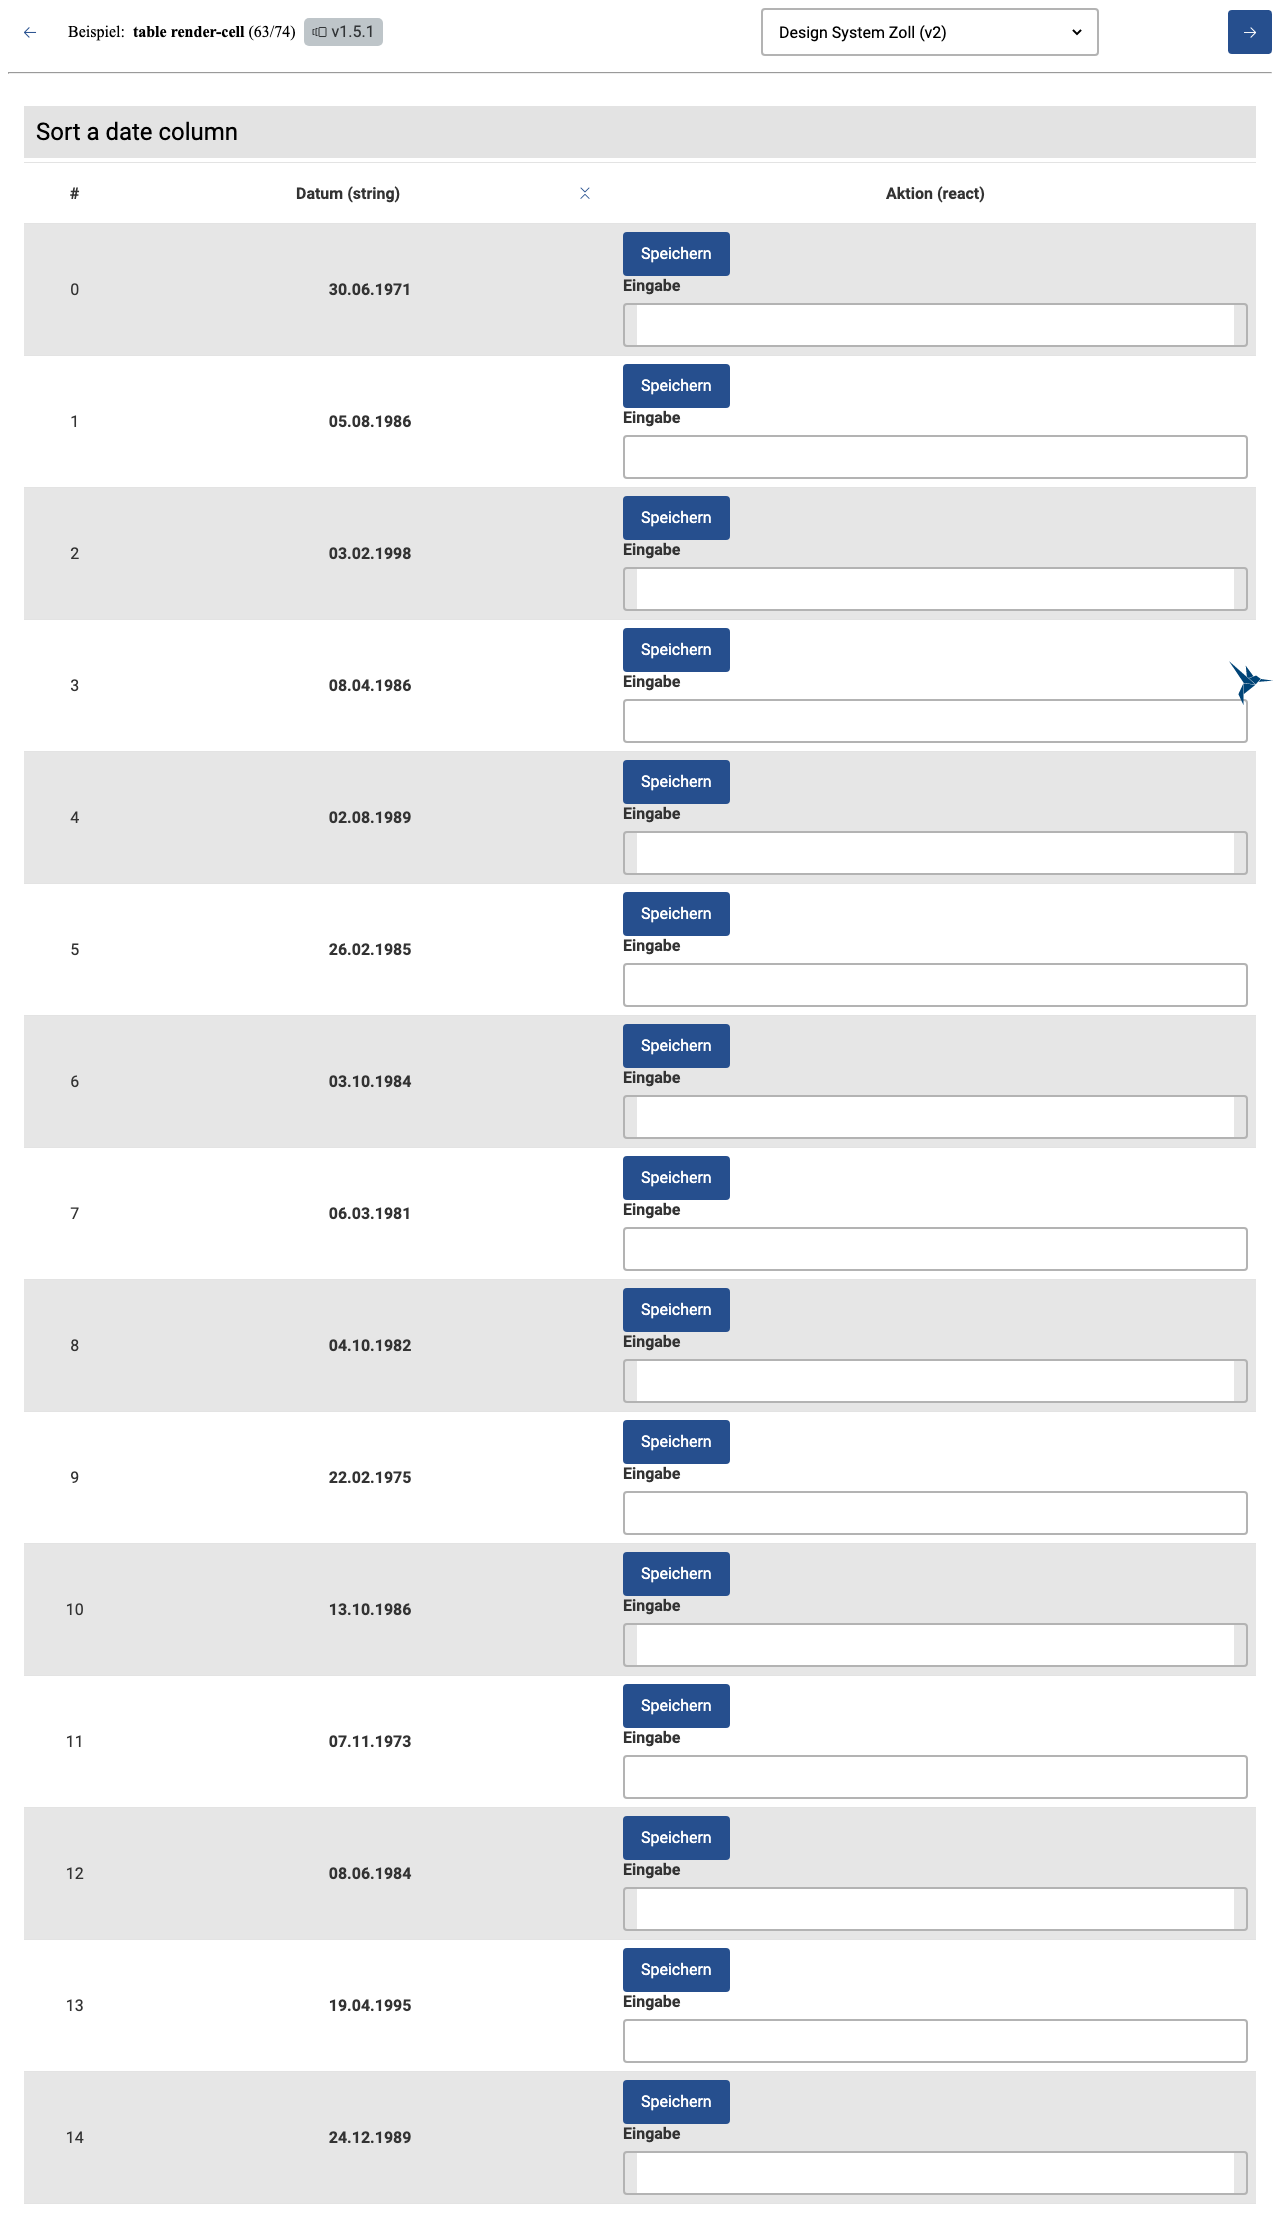 Beispiel: table render-cell (63/74) v1.5.1 Design System Zoll (v2)
Sort a date column
# Datum (string) Aktion (react)
Speichern
Eingabe
0 30.06.1971
Speichern
Eingabe
1 05.08.1986
Speichern
Eingabe
2 03.02.1998
Speichern
Eingabe
3 08.04.1986
Speichern
Eingabe
4 02.08.1989
Speichern
Eingabe
5 26.02.1985
Speichern
Eingabe
6 03.10.1984
Speichern
Eingabe
7 06.03.1981
Speichern
Eingabe
8 04.10.1982
Speichern
Eingabe
9 22.02.1975
Speichern
Eingabe
10 13.10.1986
Speichern
Eingabe
11 07.11.1973
Speichern
Eingabe
12 08.06.1984
Speichern
Eingabe
13 19.04.1995
Speichern
Eingabe
14 24.12.1989